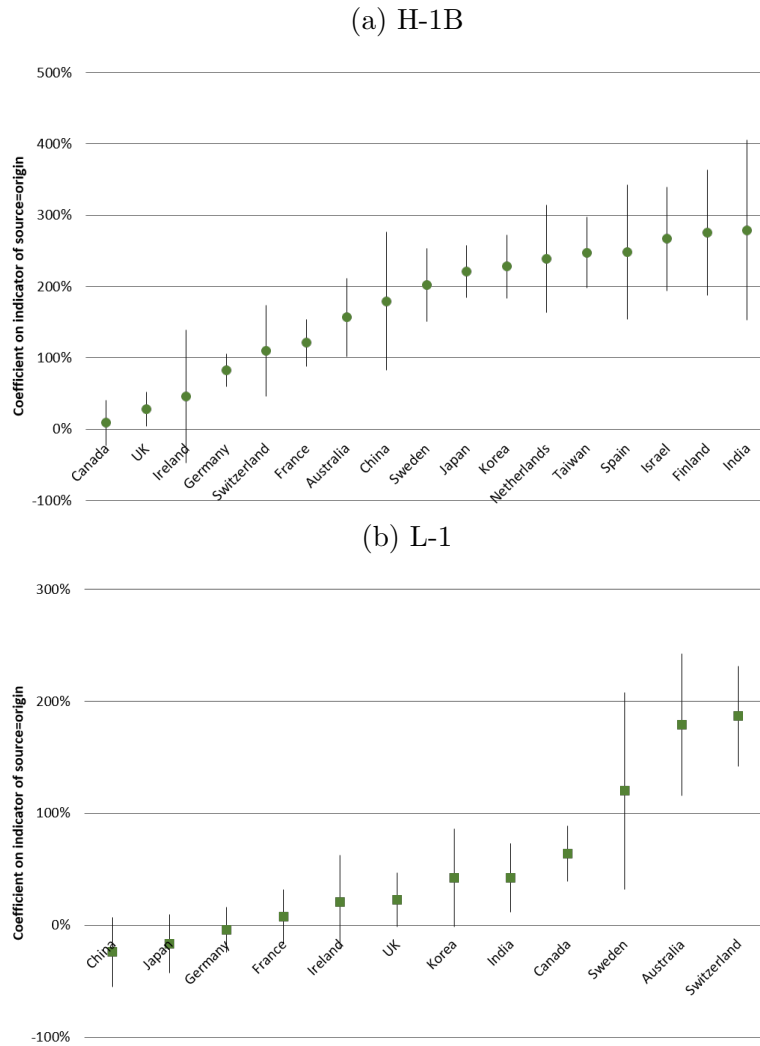 (a) H-1B
500%
400%
300%
200%
100%
0%
-100%
Coefficient on indicator of source=origin
Canada
UK
Ireland
Germany
Switzerland
France
Australia
China
Sweden
Japan
Korea
Netherlands
Taiwan
Spain
Israel
Finland
India
(b) L-1
300%
200%
100%
0%
-100%
Coefficient on indicator of source=origin
China
Japan
Germany
France
Ireland
UK
Korea
India
Canada
Sweden
Australia
Switzerland